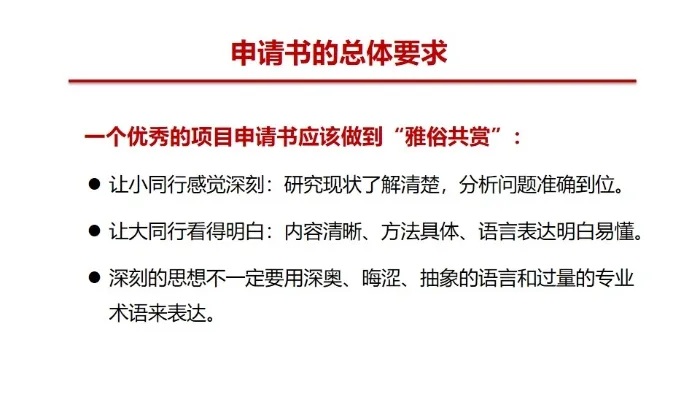 申请书的总体要求
一个优秀的项目申请书应该做到“雅俗共赏”：
● 让小同行感觉深刻：研究现状了解清楚，分析问题准确到位。
● 让大同行看得明白：内容清晰、方法具体、语言表达明白易懂。
● 深刻的思想不一定要用深奥、晦涩、抽象的语言和过量的专业
术语来表达。